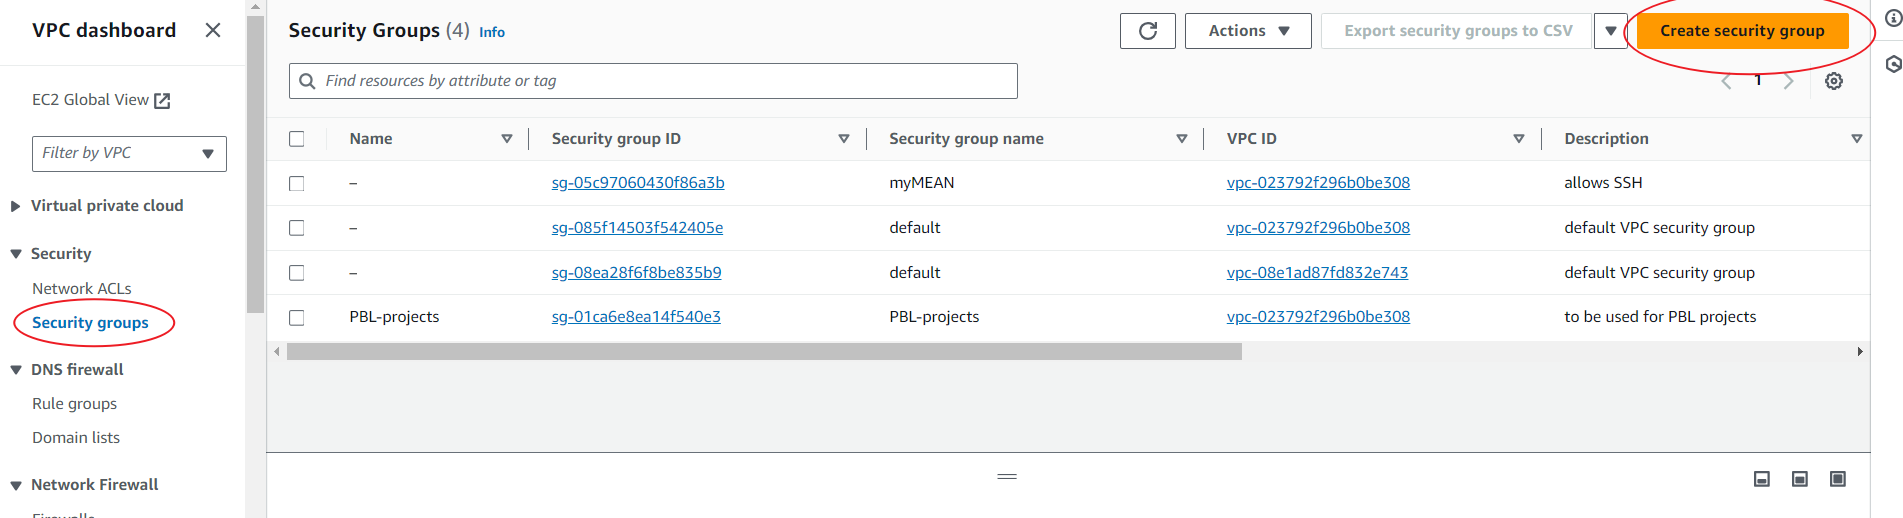 VPC dashboard
EC2 Global View
Filter by VPC
Virtual private cloud
Security
Network ACLs
Security groups
DNS firewall
Rule groups
Domain lists
Network Firewall
Firewalls
Security Groups (4) Info
Actions
Export security groups to CSV
Create security group
Find resources by attribute or tag
1
Name Security group ID Security group name VPC ID Description
– sg-05c97060430f86a3b myMEAN vpc-023792f296b0be308 allows SSH
– sg-085f14503f542405e default vpc-023792f296b0be308 default VPC security group
– sg-08ea28f6f8be835b9 default vpc-08e1ad87fd832e743 default VPC security group
PBL-projects sg-01ca6e8ea14f540e3 PBL-projects vpc-023792f296b0be308 to be used for PBL projects